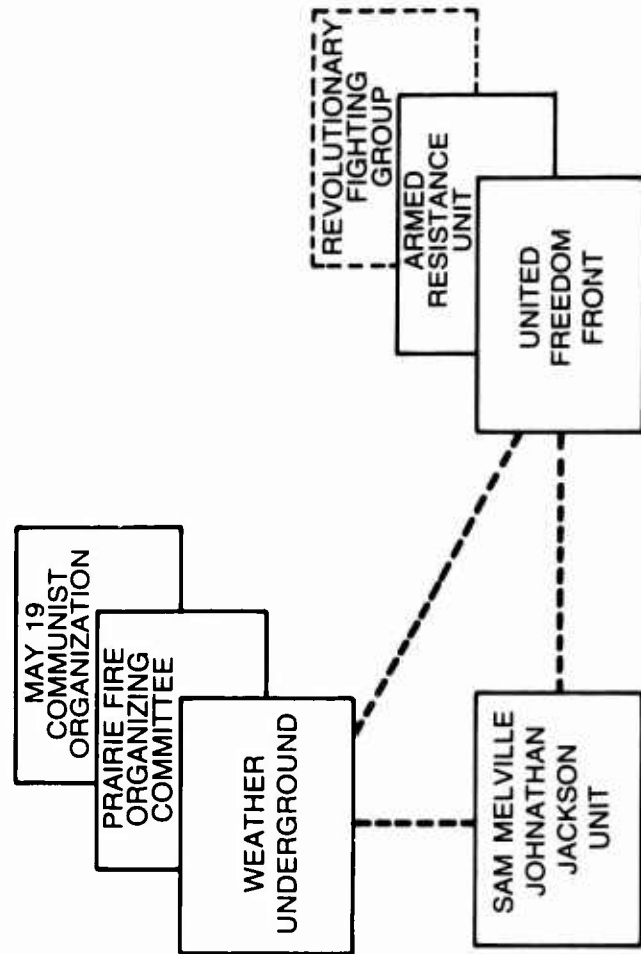 MAY 19
COMMUNIST
ORGANIZATION
PRAIRIE FIRE
ORGANIZING
COMMITTEE
WEATHER
UNDERGROUND
SAM MELVILLE
JOHNATHAN
JACKSON
UNIT
REVOLUTIONARY
FIGHTING
GROUP
ARMED
RESISTANCE
UNIT
UNITED
FREEDOM
FRONT